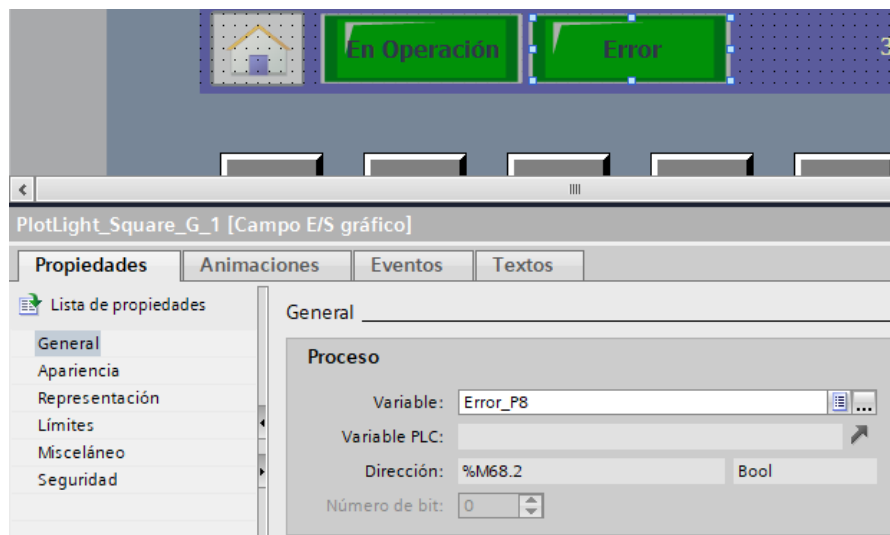 En Operación
Error
3
PlotLight_Square_G_1 [Campo E/S gráfico]
Propiedades
Animaciones
Eventos
Textos
Lista de propiedades
General
Apariencia
Representación
Límites
Misceláneo
Seguridad
General
Proceso
Variable: Error_P8
...
Variable PLC:
Dirección: %M68.2 Bool
Número de bit: 0